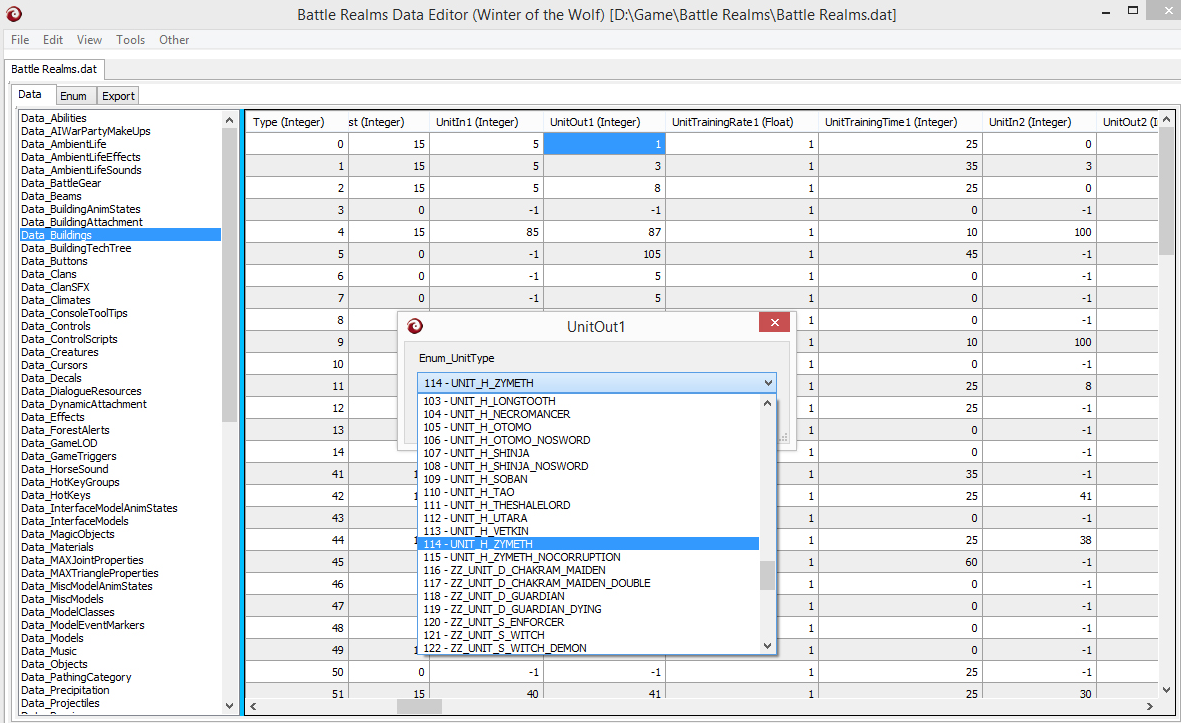 Battle Realms Data Editor (Winter of the Wolf) [D:\Game\Battle Realms\Battle Realms.dat]
File Edit View Tools Other
Battle Realms.dat
Data Enum Export
Data_Abilities
Data_AIWarPartyMakeUps
Data_AmbientLife
Data_AmbientLifeEffects
Data_AmbientLifeSounds
Data_BattleGear
Data_Beams
Data_BuildingAnimStates
Data_BuildingAttachment
Data_Buildings
Data_BuildingTechTree
Data_Buttons
Data_Clans
Data_ClanSFX
Data_Climates
Data_ConsoleToolTips
Data_Controls
Data_ControlScripts
Data_Creatures
Data_Cursors
Data_Decals
Data_DialogueResources
Data_DynamicAttachment
Data_Effects
Data_ForestAlerts
Data_GameLOD
Data_GameTriggers
Data_HorseSound
Data_HotKeyGroups
Data_HotKeys
Data_InterfaceModelAnimStates
Data_InterfaceModels
Data_MagicObjects
Data_Materials
Data_MAXJointProperties
Data_MAXTriangleProperties
Data_MiscModelAnimStates
Data_MiscModels
Data_ModelClasses
Data_ModelEventMarkers
Data_Models
Data_Music
Data_Objects
Data_PathingCategory
Data_Precipitation
Data_Projectiles
Type (Integer) st (Integer) UnitIn1 (Integer) UnitOut1 (Integer) UnitTrainingRate1 (Float) UnitTrainingTime1 (Integer) UnitIn2 (Integer) UnitOut2 (I
0 15 5 1 1 25 0
1 15 5 3 1 35 3
2 15 5 8 1 25 0
3 0 -1 -1 1 0 -1
4 15 85 87 1 10 100
5 0 -1 105 1 45 -1
6 0 -1 5 1 0 -1
7 0 -1 5 1 0 -1
8 1 0 -1
9 1 10 100
10 1 0 -1
11 1 25 8
12 1 25 -1
13 1 0 -1
14 1 0 -1
41 1 1 35 -1
42 1 1 25 41
43 1 0 -1
44 1 1 25 38
45 1 60 -1
46 1 0 -1
47 1 0 -1
48 1 0 -1
49 1 1 25 -1
50 0 -1 -1 1 25 -1
51 15 40 41 1 25 30
UnitOut1
Enum_UnitType
114 - UNIT_H_ZYMETH
103 - UNIT_H_LONGTOOTH
104 - UNIT_H_NECROMANCER
105 - UNIT_H_OTOMO
106 - UNIT_H_OTOMO_NOSWORD
107 - UNIT_H_SHINJA
108 - UNIT_H_SHINJA_NOSWORD
109 - UNIT_H_SOBAN
110 - UNIT_H_TAO
111 - UNIT_H_THESHALELORD
112 - UNIT_H_UTARA
113 - UNIT_H_VETKIN
114 - UNIT_H_ZYMETH
115 - UNIT_H_ZYMETH_NOCORRUPTION
116 - ZZ_UNIT_D_CHAKRAM_MAIDEN
117 - ZZ_UNIT_D_CHAKRAM_MAIDEN_DOUBLE
118 - ZZ_UNIT_D_GUARDIAN
119 - ZZ_UNIT_D_GUARDIAN_DYING
120 - ZZ_UNIT_S_ENFORCER
121 - ZZ_UNIT_S_WITCH
122 - ZZ_UNIT_S_WITCH_DEMON